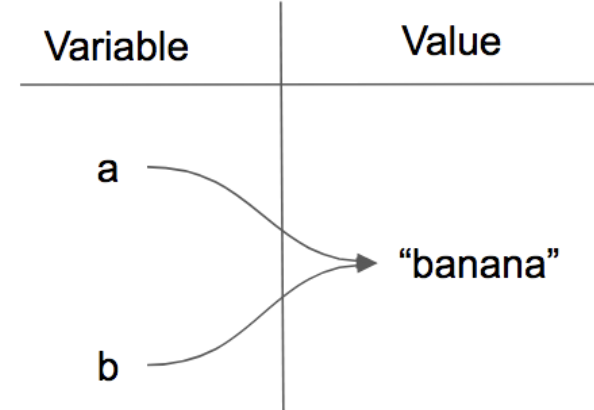 Variable Value
a
“banana”
b